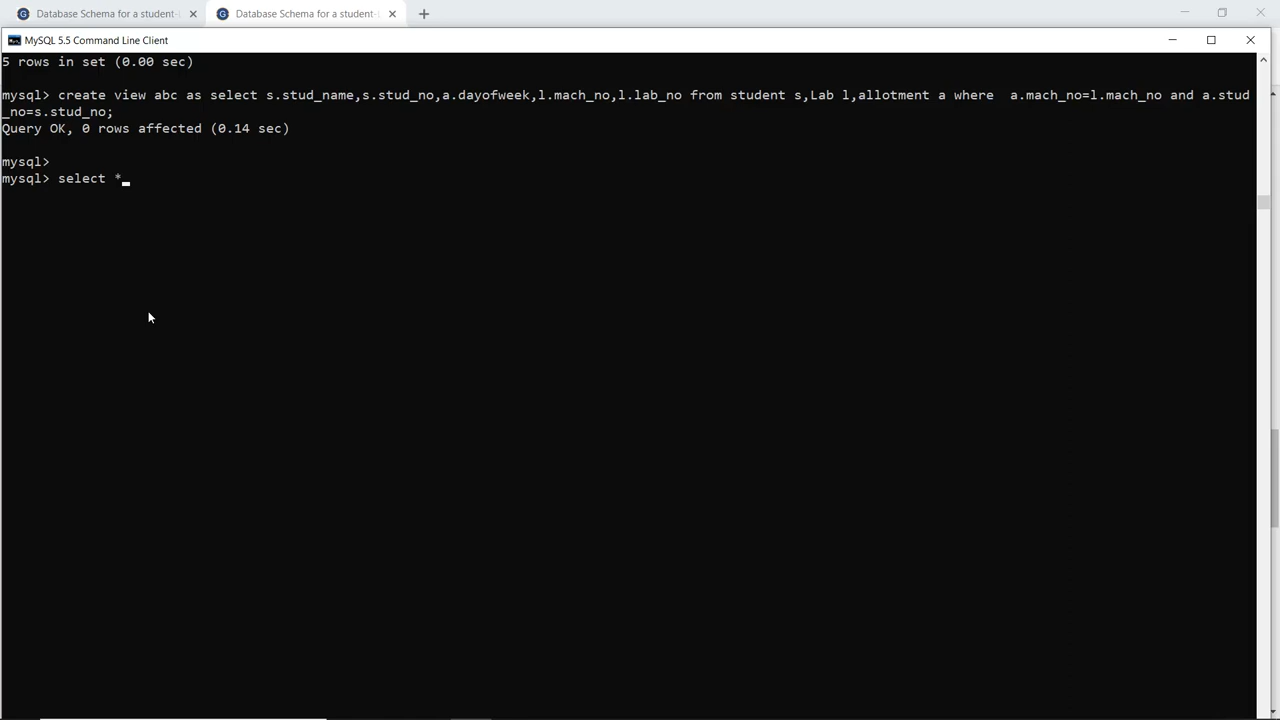 Database Schema for a student-
Database Schema for a student-
MySQL 5.5 Command Line Client
5 rows in set (0.00 sec)
mysql> create view abc as select s.stud_name,s.stud_no,a.dayofweek,l.mach_no,l.lab_no from student s,Lab l,allotment a where  a.mach_no=l.mach_no and a.stud
_no=s.stud_no;
Query OK, 0 rows affected (0.14 sec)
mysql>
mysql> select *